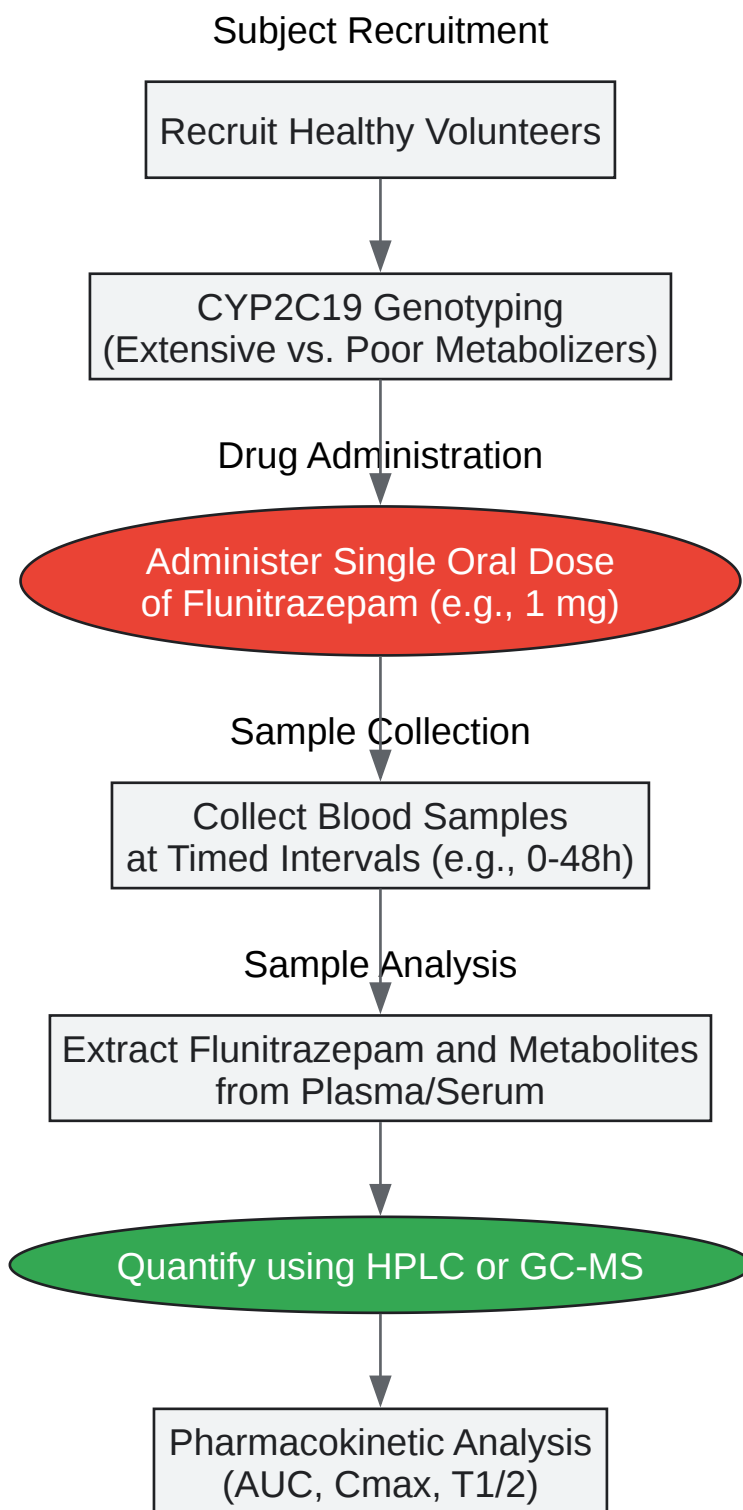 Subject Recruitment
Recruit Healthy Volunteers
CYP2C19 Genotyping
(Extensive vs. Poor Metabolizers)
Drug Administration
Administer Single Oral Dose
of Flunitrazepam (e.g., 1 mg)
Sample Collection
Collect Blood Samples
at Timed Intervals (e.g., 0-48h)
Sample Analysis
Extract Flunitrazepam and Metabolites
from Plasma/Serum
Quantify using HPLC or GC-MS
Pharmacokinetic Analysis
(AUC, Cmax, T1/2)